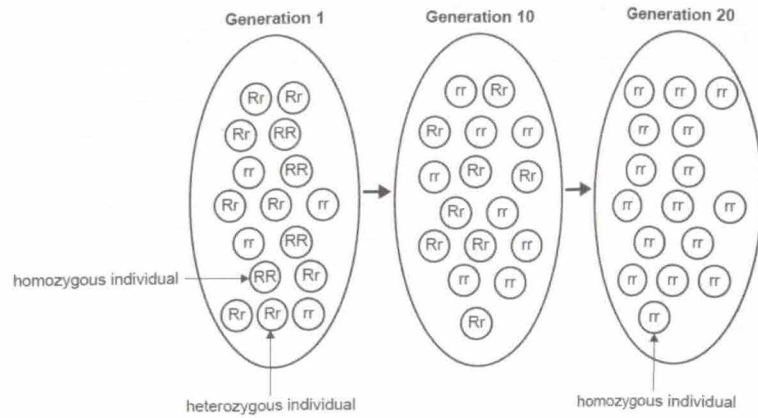 Generation 1 Generation 10 Generation 20
Rr Rr rr Rr rr rr rr
Rr RR Rr rr rr rr rr
rr RR rr Rr Rr rr rr
Rr Rr rr Rr rr rr rr rr
rr RR Rr Rr rr rr rr
homozygous individual RR Rr rr rr rr rr rr
Rr Rr rr Rr rr
heterozygous individual homozygous individual